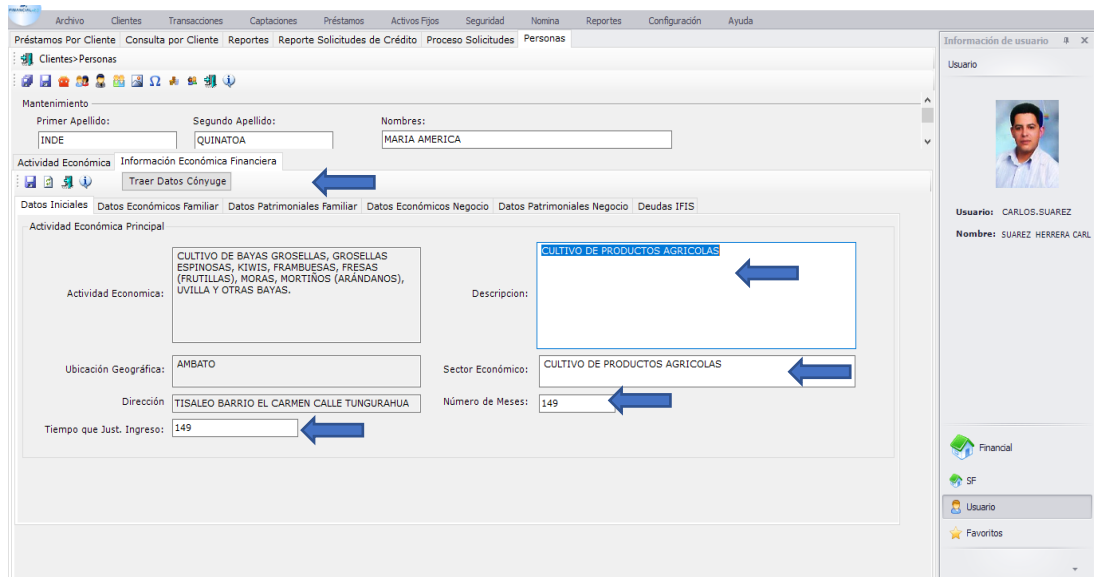 FINANCIAL
Archivo Clientes Transacciones Captaciones Préstamos Activos Fijos Seguridad Nomina Reportes Configuración Ayuda
Préstamos Por Cliente Consulta por Cliente Reportes Reporte Solicitudes de Crédito Proceso Solicitudes Personas
Clientes>Personas
Mantenimiento
Primer Apellido: Segundo Apellido: Nombres:
INDE QUINATOA MARIA AMERICA
Actividad Económica Información Económica Financiera
Traer Datos Cónyuge
Datos Iniciales Datos Económicos Familiar Datos Patrimoniales Familiar Datos Económicos Negocio Datos Patrimoniales Negocio Deudas IFIS
Actividad Económica Principal
Actividad Economica:
CULTIVO DE BAYAS GROSELLAS, GROSELLAS
ESPINOSAS, KIWIS, FRAMBUESAS, FRESAS
(FRUTILLAS), MORAS, MORTIÑOS (ARÁNDANOS),
UVILLA Y OTRAS BAYAS.
Descripcion:
CULTIVO DE PRODUCTOS AGRICOLAS
Ubicación Geográfica: AMBATO
Sector Económico: CULTIVO DE PRODUCTOS AGRICOLAS
Dirección TISALEO BARRIO EL CARMEN CALLE TUNGURAHUA
Número de Meses: 149
Tiempo que Just. Ingreso: 149
Información de usuario
Usuario
Usuario: CARLOS.SUAREZ
Nombre: SUAREZ HERRERA CARL
Financial
SF
Usuario
Favoritos